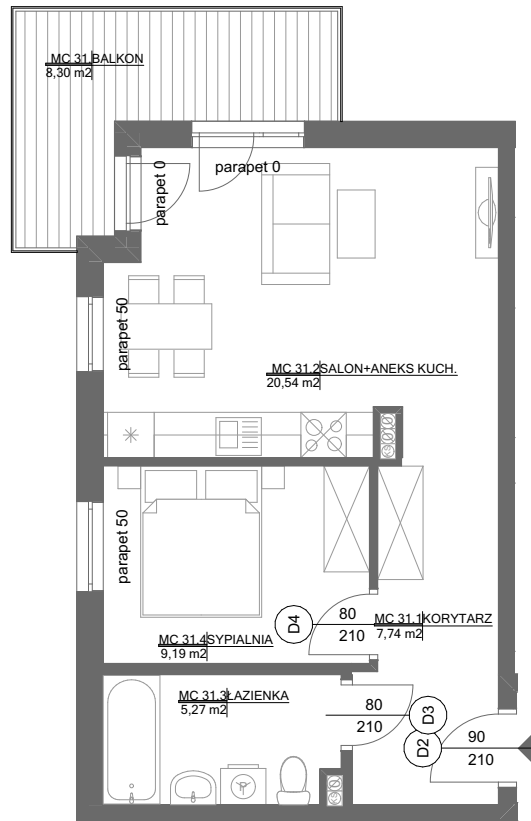 MC 31.BALKON
8,30 m2
parapet 0
parapet 0
parapet 50
MC 31.2SALON+ANEKS KUCH.
20,54 m2
parapet 50
D4
80
210
MC 31.1KORYTARZ
7,74 m2
MC 31.4SYPIALNIA
9,19 m2
MC 31.3ŁAZIENKA
5,27 m2
80
210
D3
D2
90
210
P